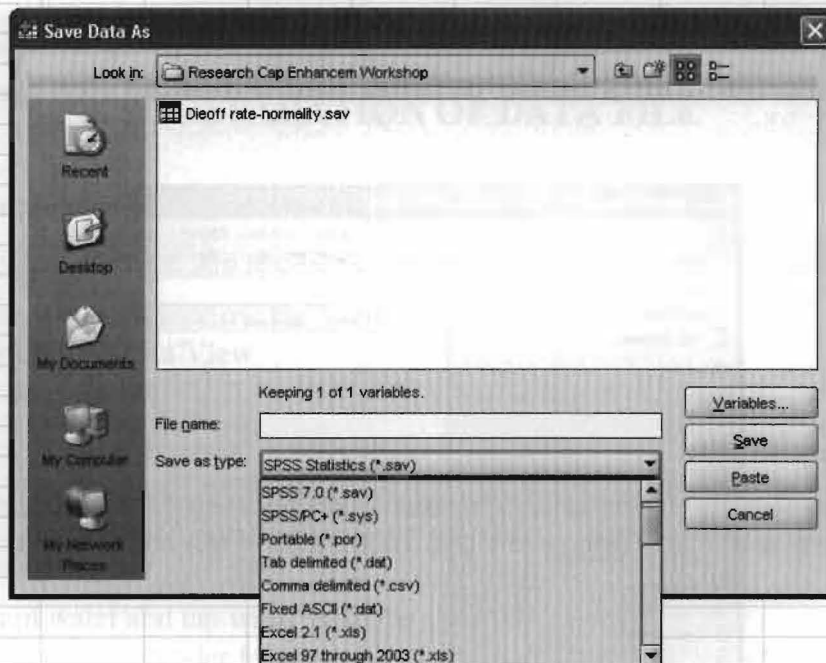 Save Data As
Look in: Research Cap Enhancem Workshop
Dieoff rate-normality.sav
Recent
Desktop
My Documents
My Computer
My Network
Places
Keeping 1 of 1 variables.
File name:
Save as type: SPSS Statistics (*.sav)
SPSS 7.0 (*.sav)
SPSS/PC+ (*.sys)
Portable (*.por)
Tab delimited (*.dat)
Comma delimited (*.csv)
Fixed ASCII (*.dat)
Excel 2.1 (*.xls)
Excel 97 through 2003 (*.xls)
Variables...
Save
Paste
Cancel